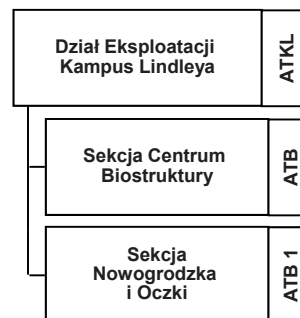 Dział Eksploatacji
Kampus Lindleya
ATKL
Sekcja Centrum
Biostruktury
ATB
Sekcja
Nowogrodzka
i Oczki
ATB 1